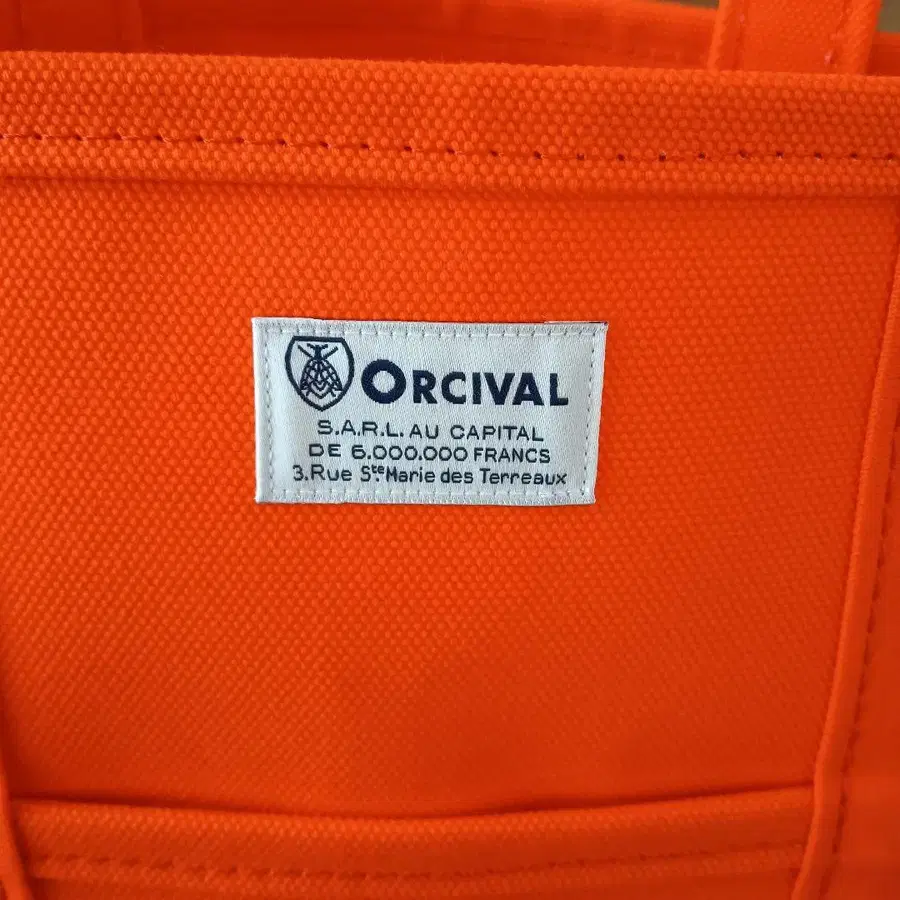 ORCIVAL
S.A.R.L. AU CAPITAL
DE 6.000.000 FRANCS
3.Rue Ste Marie des Terreaux